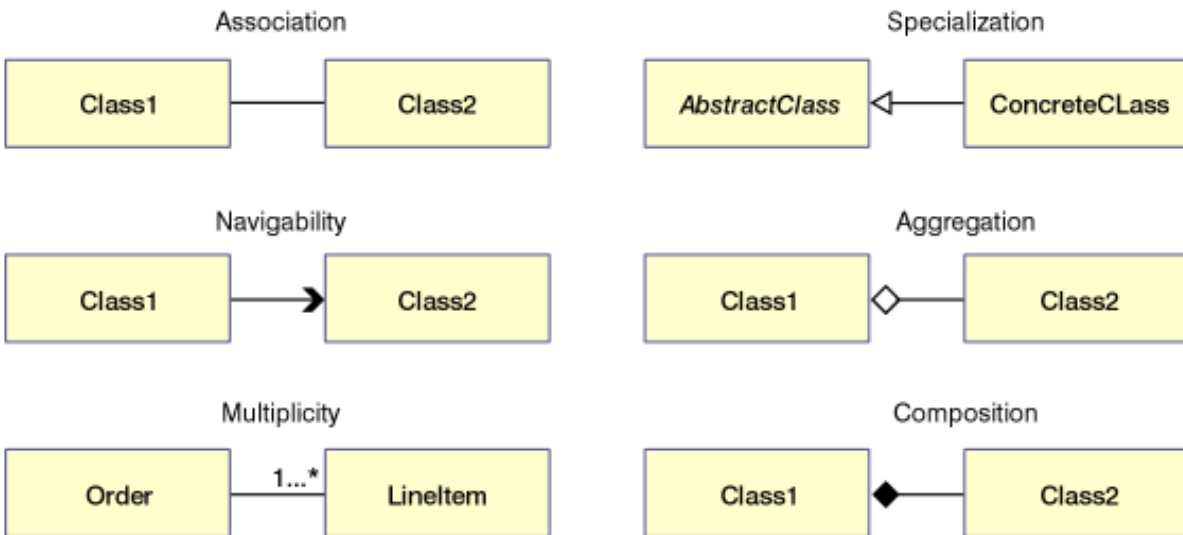 Association
Specialization
Class1
Class2
AbstractClass
ConcreteCLass
Navigability
Aggregation
Class1
Class2
Class1
Class2
Multiplicity
Composition
Order
1...*
LineItem
Class1
Class2